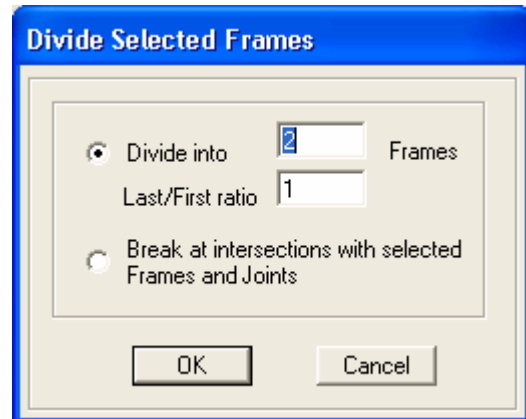 Divide Selected Frames
Divide into 2 Frames
Last/First ratio 1
Break at intersections with selected
Frames and Joints
OK Cancel